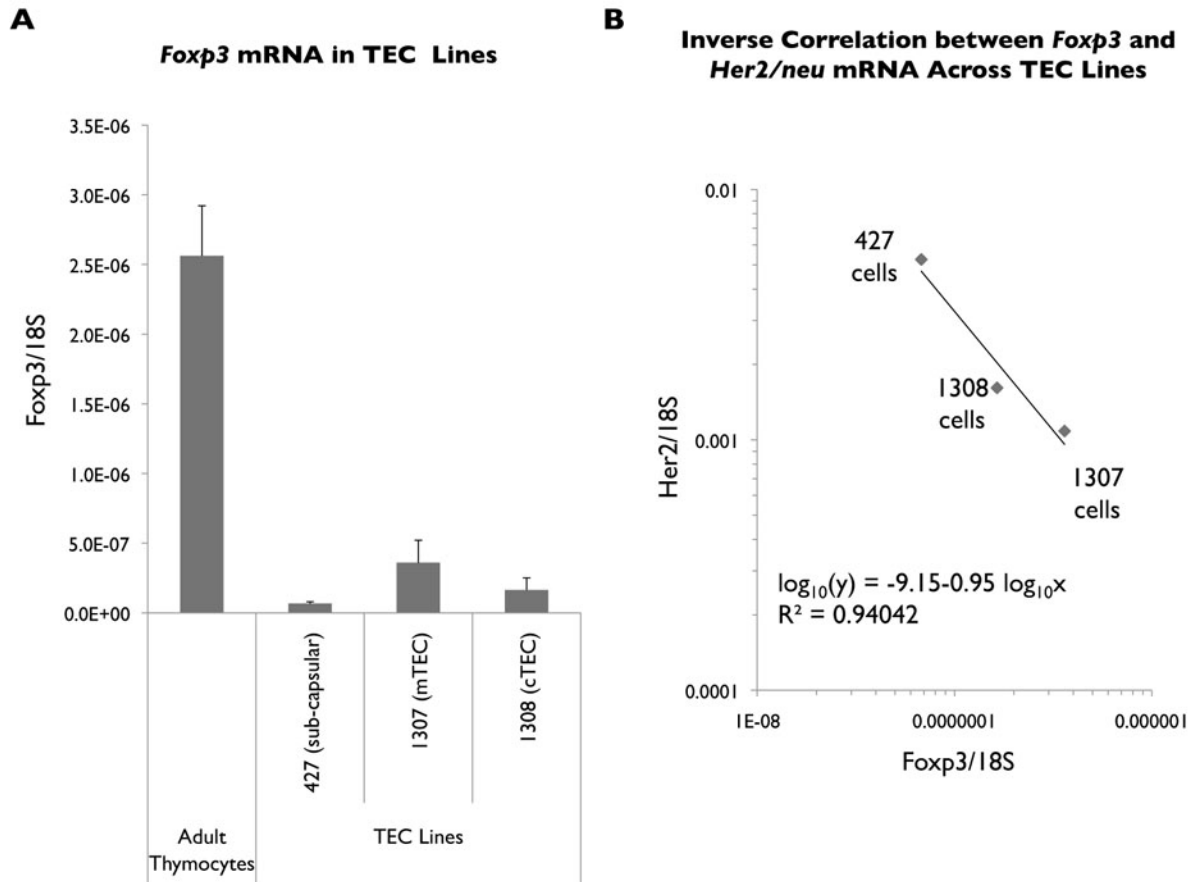 A
Foxp3 mRNA in TEC Lines
3.5E-06
3.0E-06
2.5E-06
2.0E-06
1.5E-06
1.0E-06
5.0E-07
0.0E+00
Foxp3/18S
427 (sub-capsular)
1307 (mTEC)
1308 (cTEC)
Adult
Thymocytes
TEC Lines
B
Inverse Correlation between Foxp3 and
Her2/neu mRNA Across TEC Lines
0.01
0.001
0.0001
Her2/18S
427
cells
1308
cells
1307
cells
log₁₀(y) = -9.15-0.95 log₁₀x
R² = 0.94042
1E-08
0.0000001
0.000001
Foxp3/18S